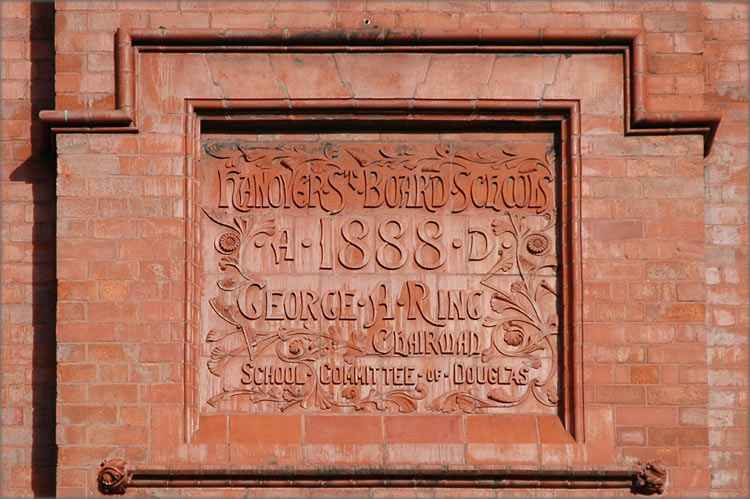 HANOVER ST. BOARD SCHOOLS
A · 1888 · D
GEORGE · A · RING
CHAIRMAN
SCHOOL COMMITTEE · OF · DOUGLAS